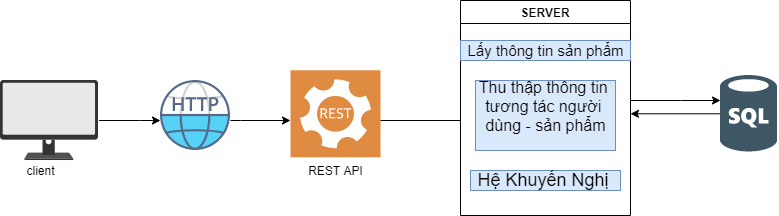 SERVER
Lấy thông tin sản phẩm
Thu thập thông tin
tương tác người
dùng - sản phẩm
Hệ Khuyến Nghị
HTTP
REST
SQL
client
REST API